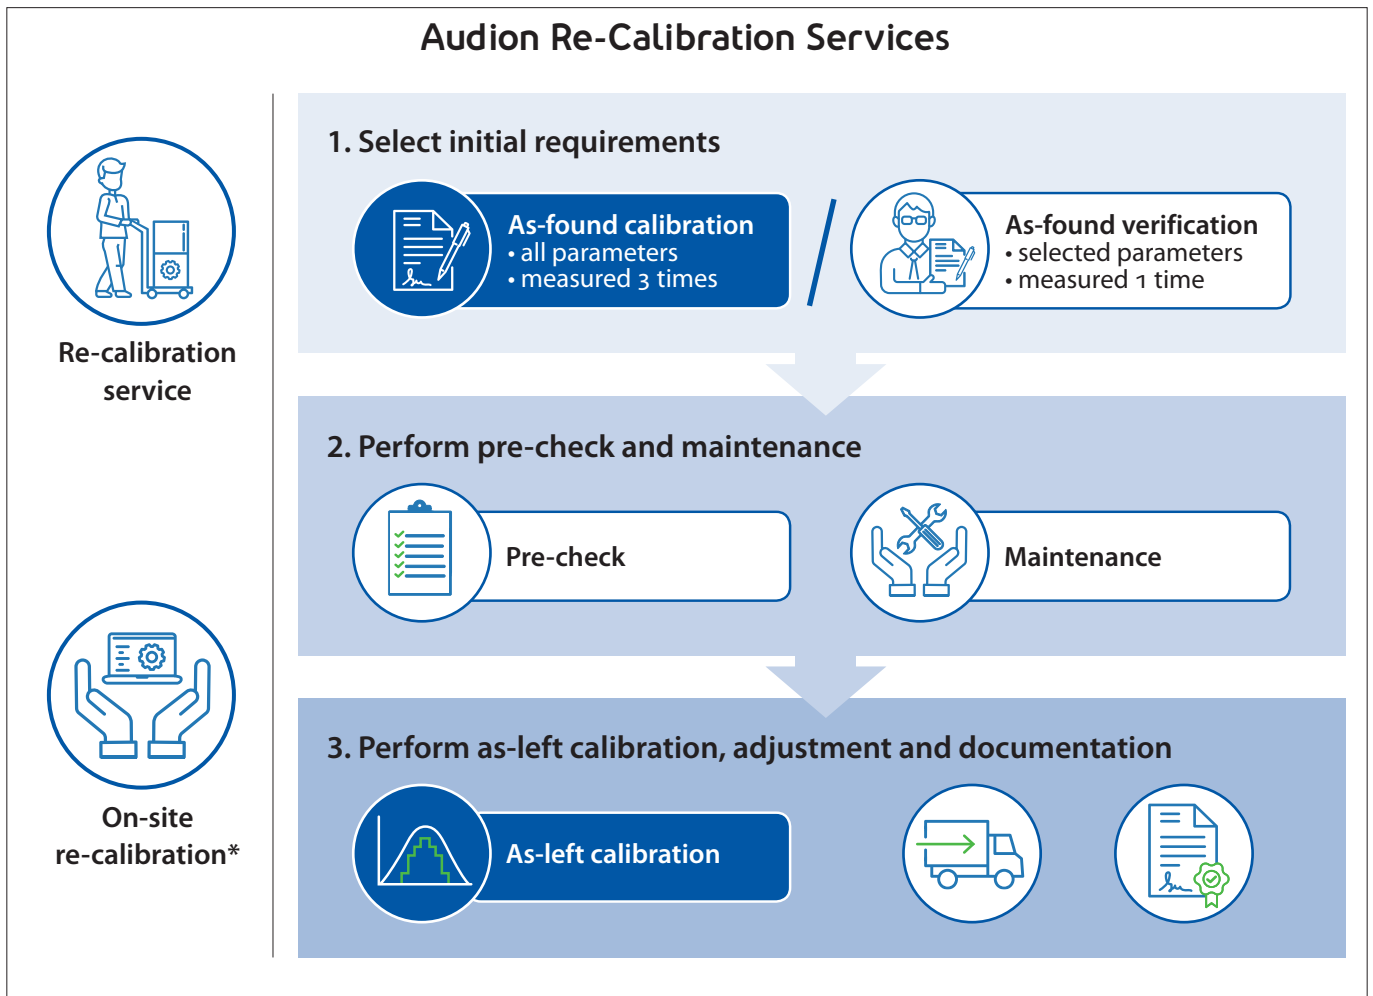 Audion Re-Calibration Services
Re-calibration
service
On-site
re-calibration*
1. Select initial requirements
As-found calibration
• all parameters
• measured 3 times
As-found verification
• selected parameters
• measured 1 time
2. Perform pre-check and maintenance
Pre-check
Maintenance
3. Perform as-left calibration, adjustment and documentation
As-left calibration